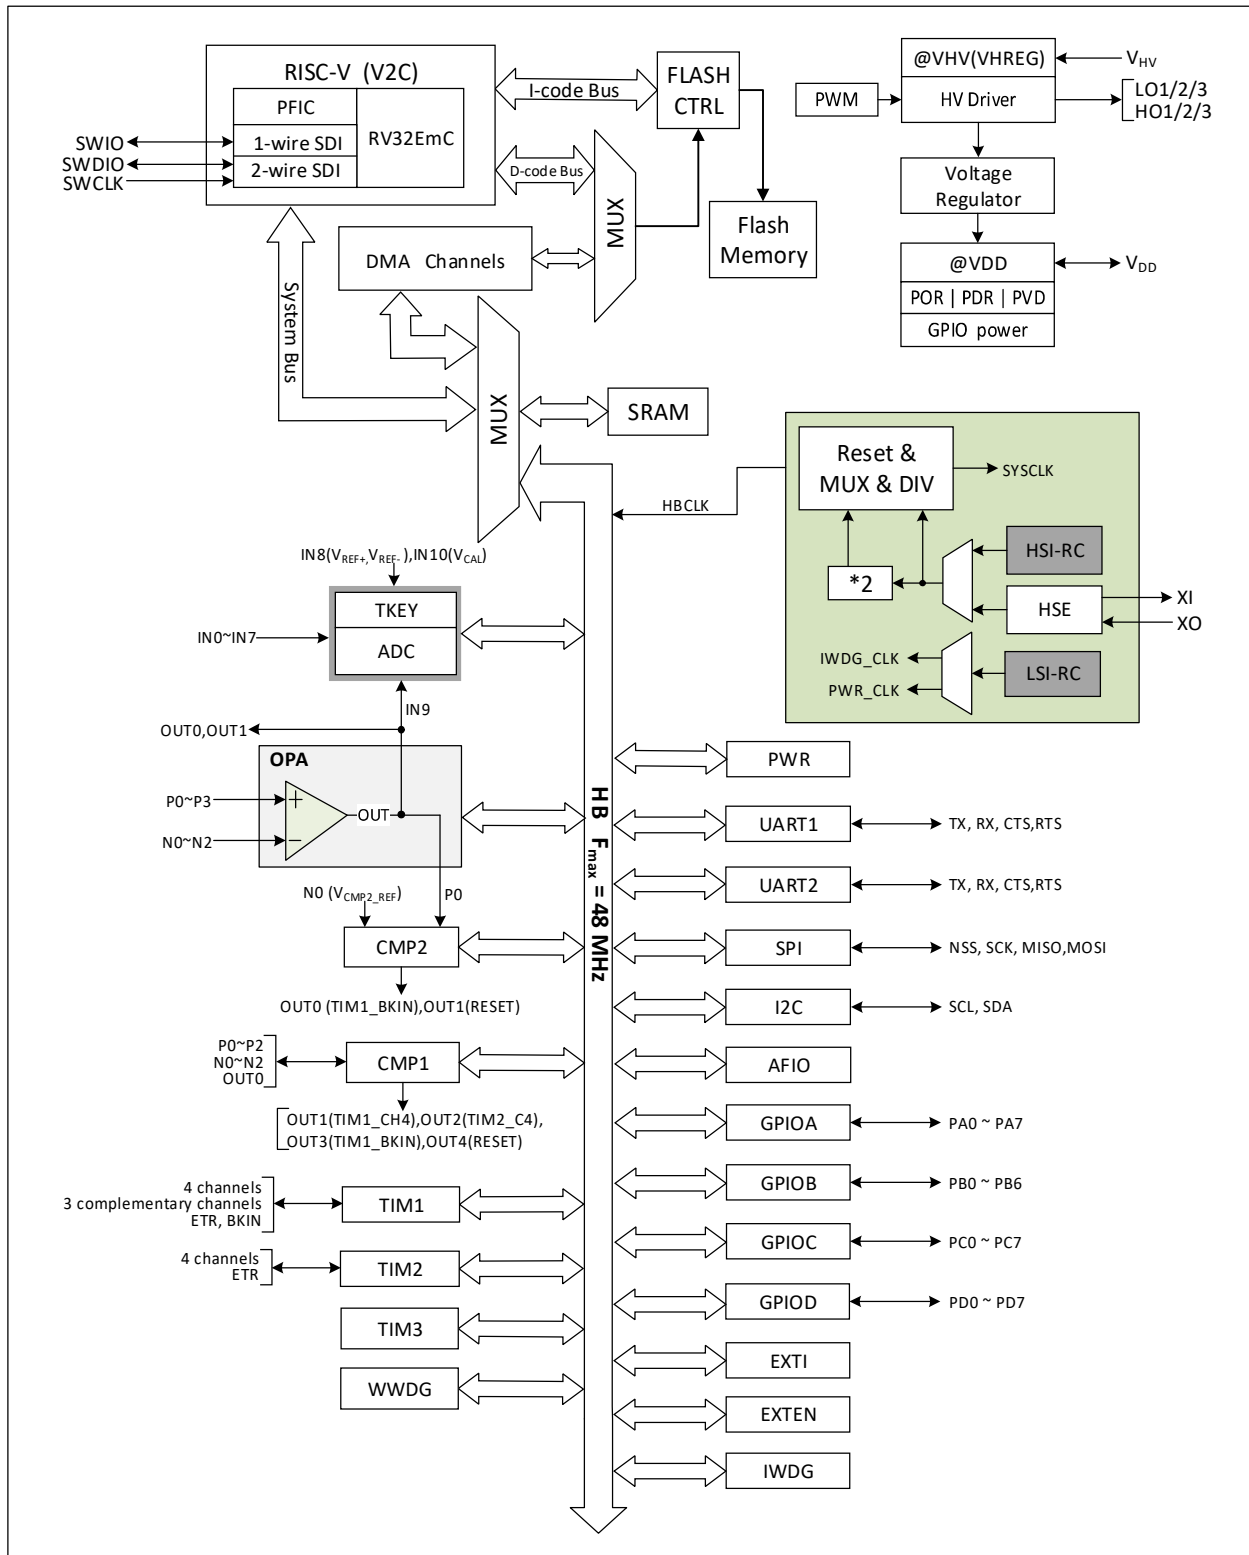 RISC-V (V2C)
PFIC
1-wire SDI
2-wire SDI
RV32EmC
SWIO
SWDIO
SWCLK
I-code Bus
FLASH
CTRL
D-code Bus
MUX
Flash
Memory
DMA Channels
System Bus
MUX
SRAM
@VHV(VHREG)
HV Driver
PWM
VHV
LO1/2/3
HO1/2/3
Voltage
Regulator
@VDD
POR | PDR | PVD
GPIO power
VDD
Reset &
MUX & DIV
SYSCLK
HBCLK
*2
HSI-RC
HSE
XI
XO
IWDG_CLK
PWR_CLK
LSI-RC
IN8(VREF+,VREF-),IN10(VCAL)
TKEY
ADC
IN0~IN7
IN9
OUT0,OUT1
OPA
P0~P3
N0~N2
+
−
OUT
N0 (VCMP2_REF)
P0
CMP2
OUT0 (TIM1_BKIN),OUT1(RESET)
P0~P2
N0~N2
OUT0
CMP1
OUT1(TIM1_CH4),OUT2(TIM2_C4),
OUT3(TIM1_BKIN),OUT4(RESET)
4 channels
3 complementary channels
ETR, BKIN
TIM1
4 channels
ETR
TIM2
TIM3
WWDG
HB Fmax = 48 MHz
PWR
UART1
TX, RX, CTS,RTS
UART2
TX, RX, CTS,RTS
SPI
NSS, SCK, MISO,MOSI
I2C
SCL, SDA
AFIO
GPIOA
PA0 ~ PA7
GPIOB
PB0 ~ PB6
GPIOC
PC0 ~ PC7
GPIOD
PD0 ~ PD7
EXTI
EXTEN
IWDG